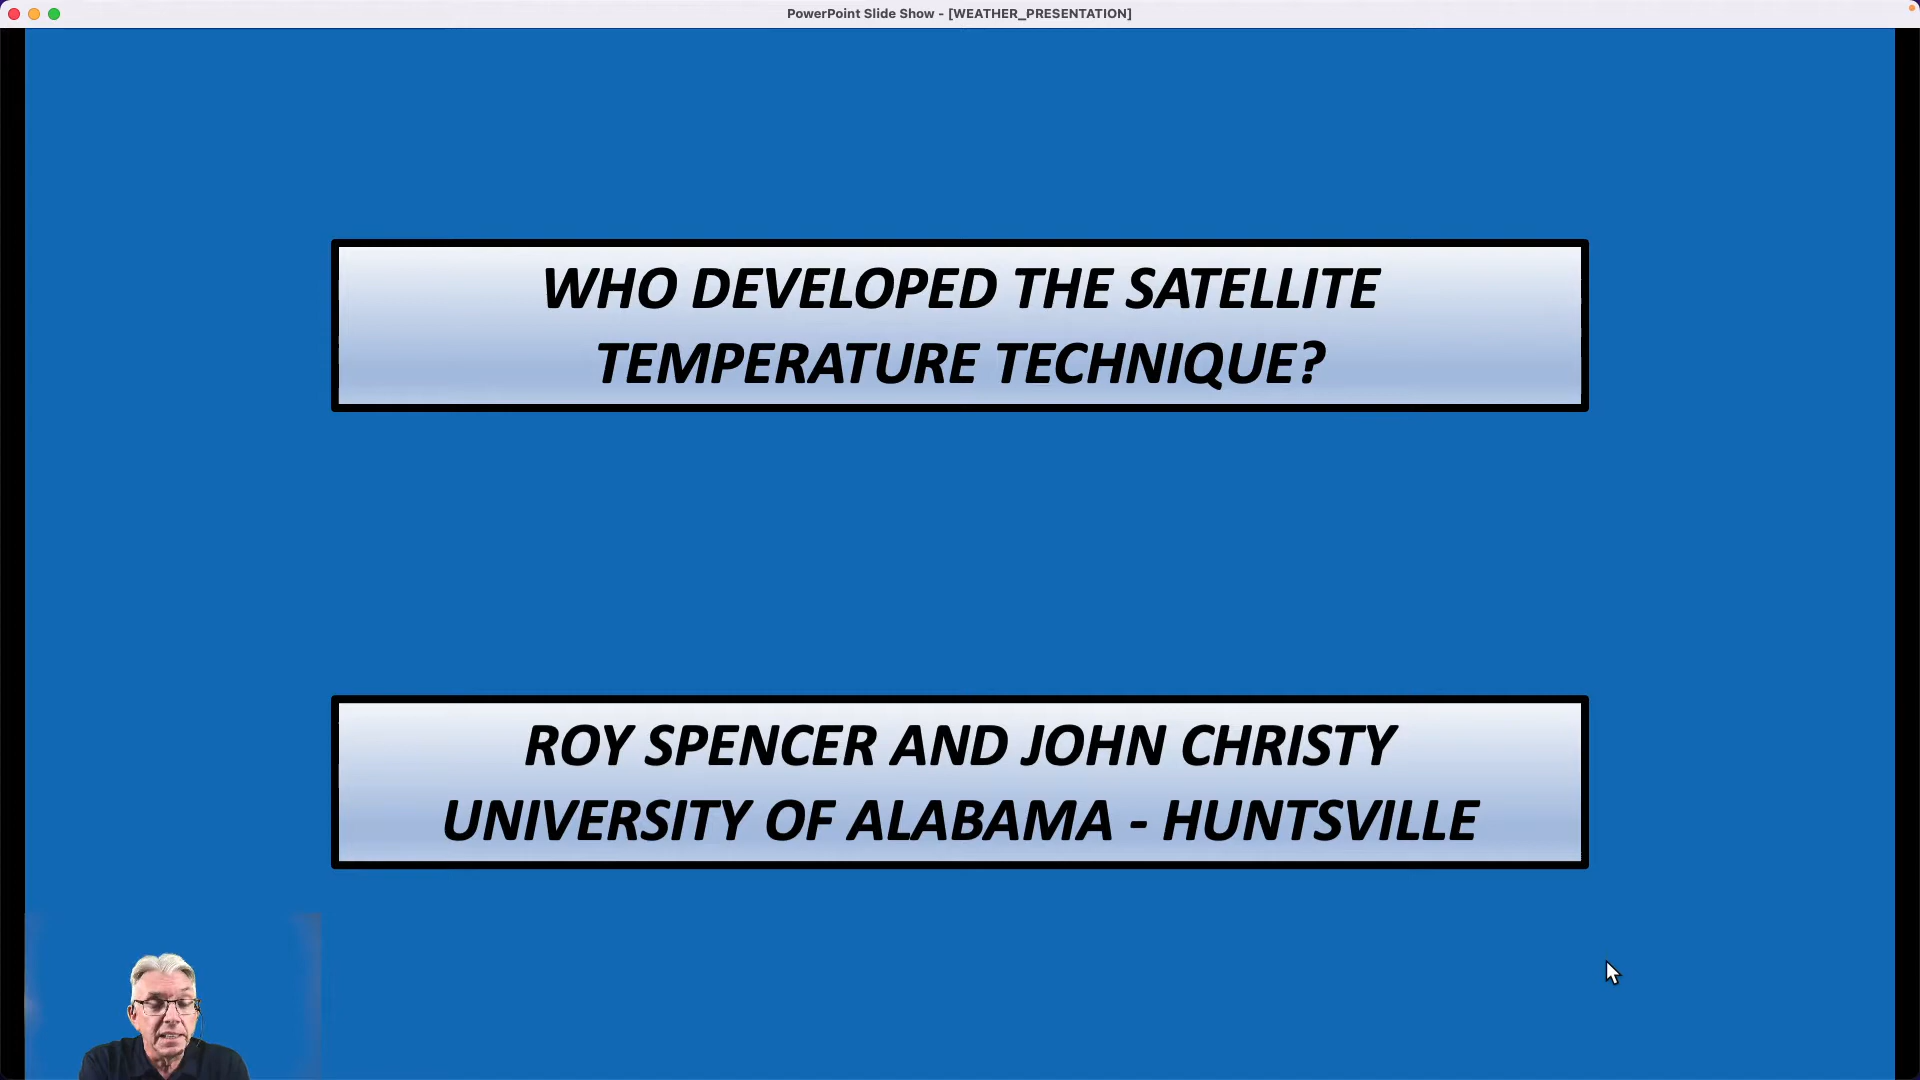 PowerPoint Slide Show - [WEATHER_PRESENTATION]
WHO DEVELOPED THE SATELLITE
TEMPERATURE TECHNIQUE?
ROY SPENCER AND JOHN CHRISTY
UNIVERSITY OF ALABAMA - HUNTSVILLE